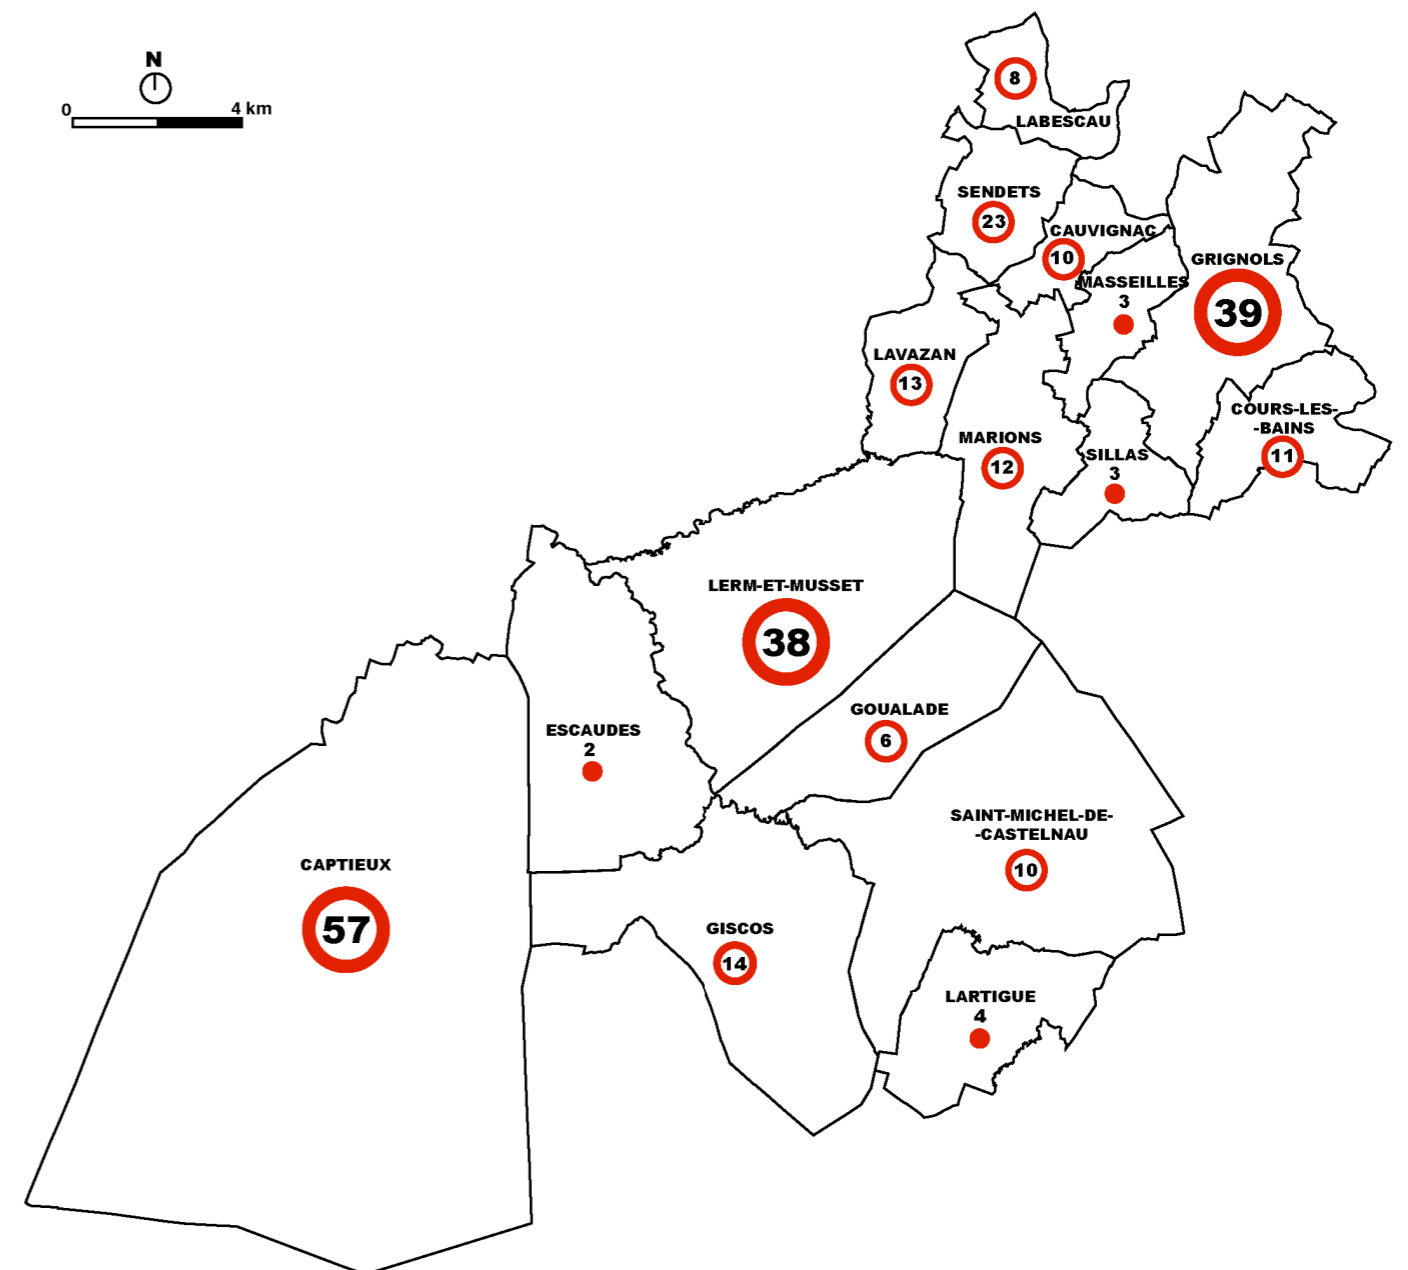 N
0 4 km
8
LABESCAU
SENDETS
23
CAUVIGNAC
10
MASSEILLES
3
GRIGNOLS
39
LAVAZAN
13
COURS-LES-
-BAINS
11
MARIONS
12
SILLAS
3
LERM-ET-MUSSET
38
GOUALADE
6
ESCAUDES
2
SAINT-MICHEL-DE-
-CASTELNAU
10
CAPTIEUX
57
GISCOS
14
LARTIGUE
4